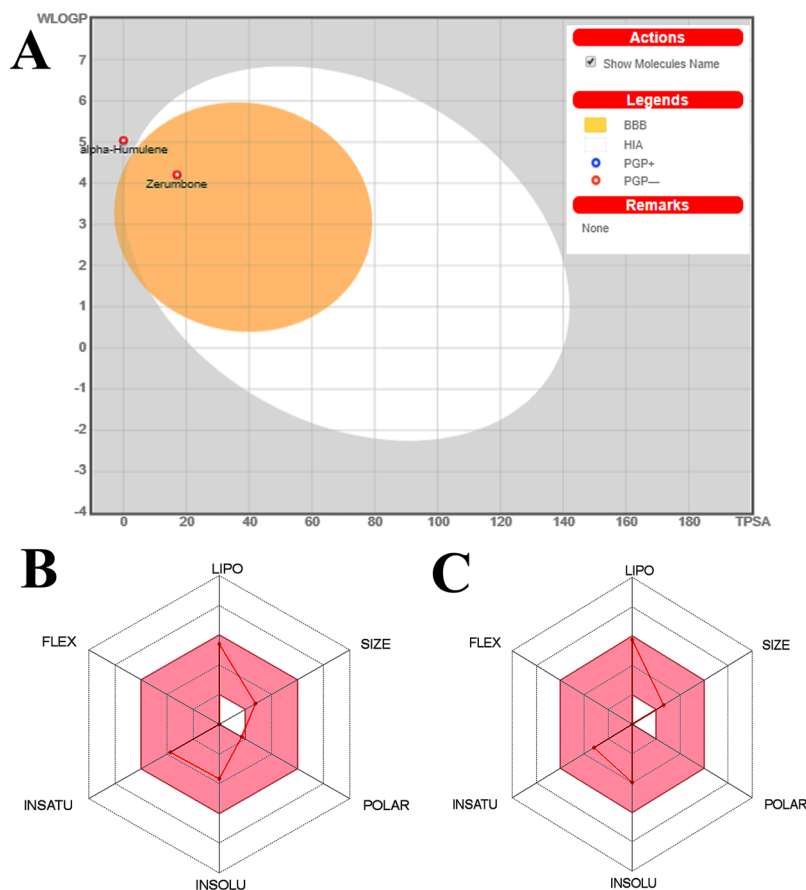 A
WLOGP
7
6
5
4
3
2
1
0
-1
-2
-3
-4
0 20 40 60 80 100 120 140 160 180 TPSA
alpha-Humulene
Zerumbone
Actions
Show Molecules Name
Legends
BBB
HIA
PGP+
PGP—
Remarks
None
B
LIPO
FLEX
SIZE
INSATU
POLAR
INSOLU
C
LIPO
FLEX
SIZE
INSATU
POLAR
INSOLU